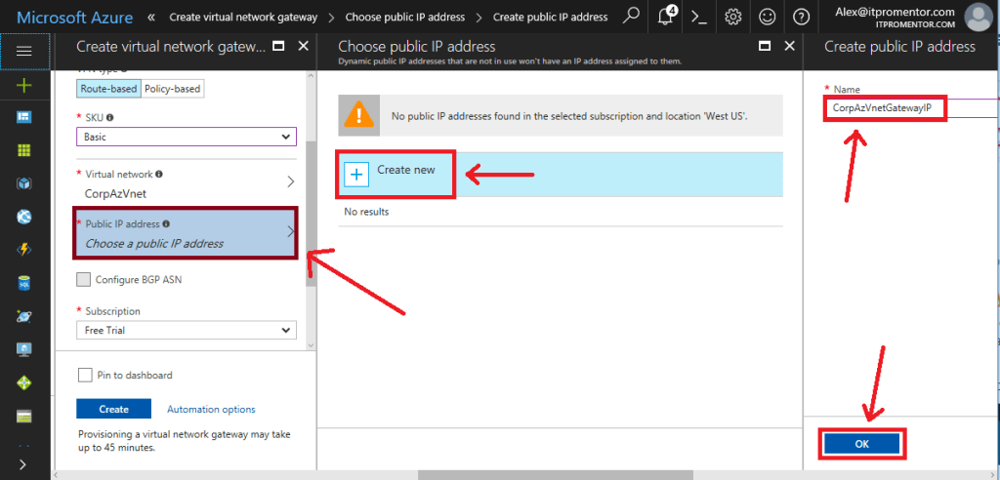 Microsoft Azure « Create virtual network gateway > Choose public IP address > Create public IP address
4
Alex@itpromentor.com
ITPROMENTOR.COM
Create virtual network gatew...
VPN type
Route-based Policy-based
* SKU
Basic
* Virtual network
CorpAzVnet
* Public IP address
Choose a public IP address
Configure BGP ASN
* Subscription
Free Trial
Pin to dashboard
Create Automation options
Provisioning a virtual network gateway may take
up to 45 minutes.
Choose public IP address
Dynamic public IP addresses that are not in use won't have an IP address assigned to them.
No public IP addresses found in the selected subscription and location 'West US'.
Create new
No results
Create public IP address
* Name
CorpAzVnetGatewayIP
OK